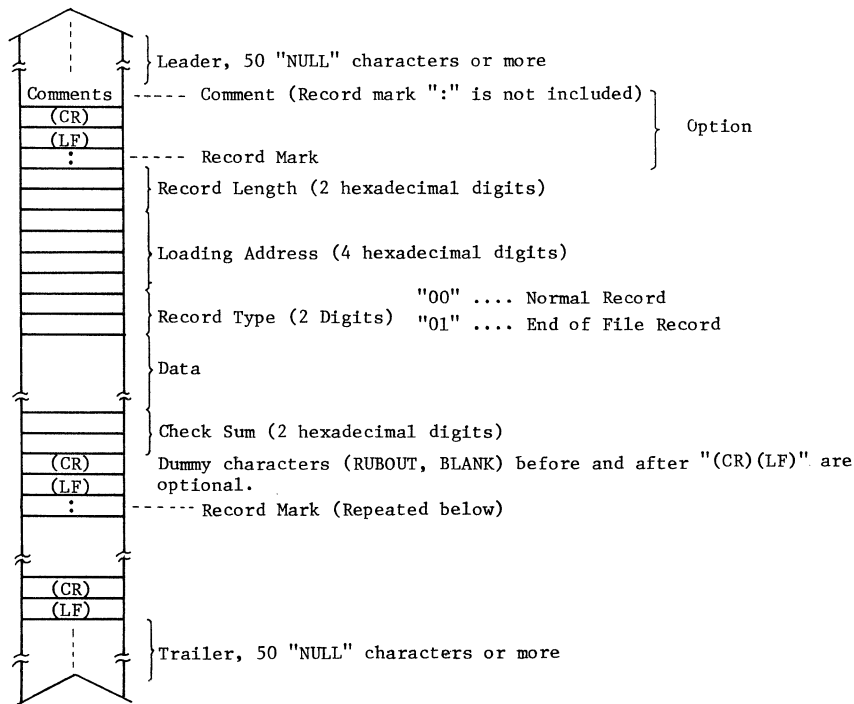 Leader, 50 "NULL" characters or more
Comments ----- Comment (Record mark ":" is not included)
Option
(CR)
(LF)
: ----- Record Mark
Record Length (2 hexadecimal digits)
Loading Address (4 hexadecimal digits)
"00" .... Normal Record
Record Type (2 Digits)
"01" .... End of File Record
Data
Check Sum (2 hexadecimal digits)
(CR) Dummy characters (RUBOUT, BLANK) before and after "(CR)(LF)" are
(LF) optional.
: ------ Record Mark (Repeated below)
(CR)
(LF)
Trailer, 50 "NULL" characters or more